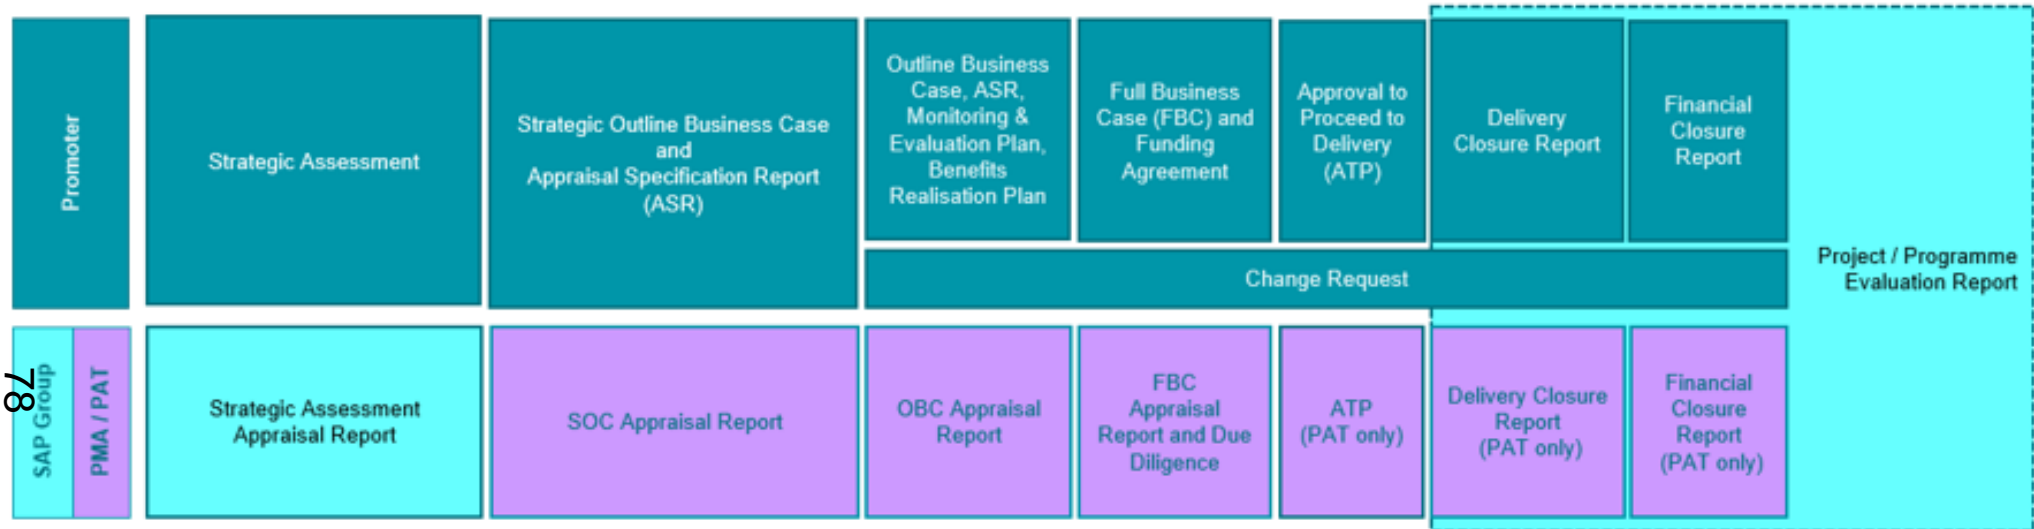 Promoter
Strategic Assessment
Strategic Outline Business Case
and
Appraisal Specification Report
(ASR)
Outline Business
Case, ASR,
Monitoring &
Evaluation Plan,
Benefits
Realisation Plan
Full Business
Case (FBC) and
Funding
Agreement
Approval to
Proceed to
Delivery
(ATP)
Delivery
Closure Report
Financial
Closure
Report
Change Request
Project / Programme
Evaluation Report
78
SAP Group
PMA / PAT
Strategic Assessment
Appraisal Report
SOC Appraisal Report
OBC Appraisal
Report
FBC
Appraisal
Report and Due
Diligence
ATP
(PAT only)
Delivery Closure
Report
(PAT only)
Financial
Closure
Report
(PAT only)